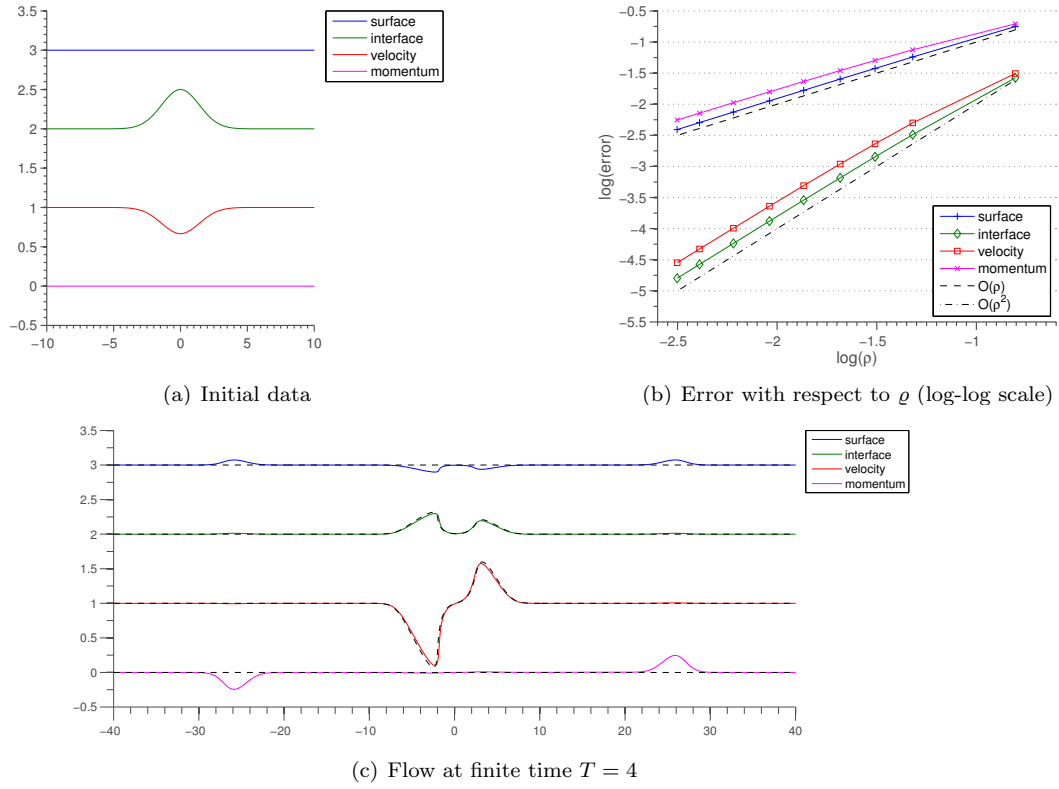 3.5
3
2.5
2
1.5
1
0.5
0
−0.5
−10
−5
0
5
10
surface
interface
velocity
momentum
(a) Initial data
−0.5
−1
−1.5
−2
−2.5
−3
−3.5
−4
−4.5
−5
−5.5
log(error)
−2.5
−2
−1.5
−1
log(ρ)
surface
interface
velocity
momentum
O(ρ)
O(ρ²)
(b) Error with respect to ϱ (log-log scale)
3.5
3
2.5
2
1.5
1
0.5
0
−0.5
−40
−30
−20
−10
0
10
20
30
40
surface
interface
velocity
momentum
(c) Flow at finite time T = 4